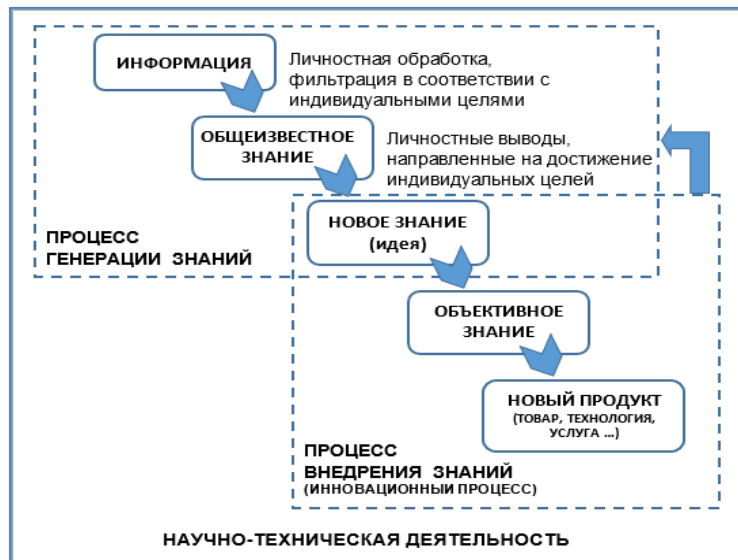 ИНФОРМАЦИЯ
Личностная обработка,
фильтрация в соответствии с
индивидуальными целями
ОБЩЕИЗВЕСТНОЕ
ЗНАНИЕ
Личностные выводы,
направленные на достижение
индивидуальных целей
НОВОЕ ЗНАНИЕ
(идея)
ПРОЦЕСС
ГЕНЕРАЦИИ ЗНАНИЙ
ОБЪЕКТИВНОЕ
ЗНАНИЕ
НОВЫЙ ПРОДУКТ
(ТОВАР, ТЕХНОЛОГИЯ,
УСЛУГА ...)
ПРОЦЕСС
ВНЕДРЕНИЯ ЗНАНИЙ
(ИННОВАЦИОННЫЙ ПРОЦЕСС)
НАУЧНО-ТЕХНИЧЕСКАЯ ДЕЯТЕЛЬНОСТЬ